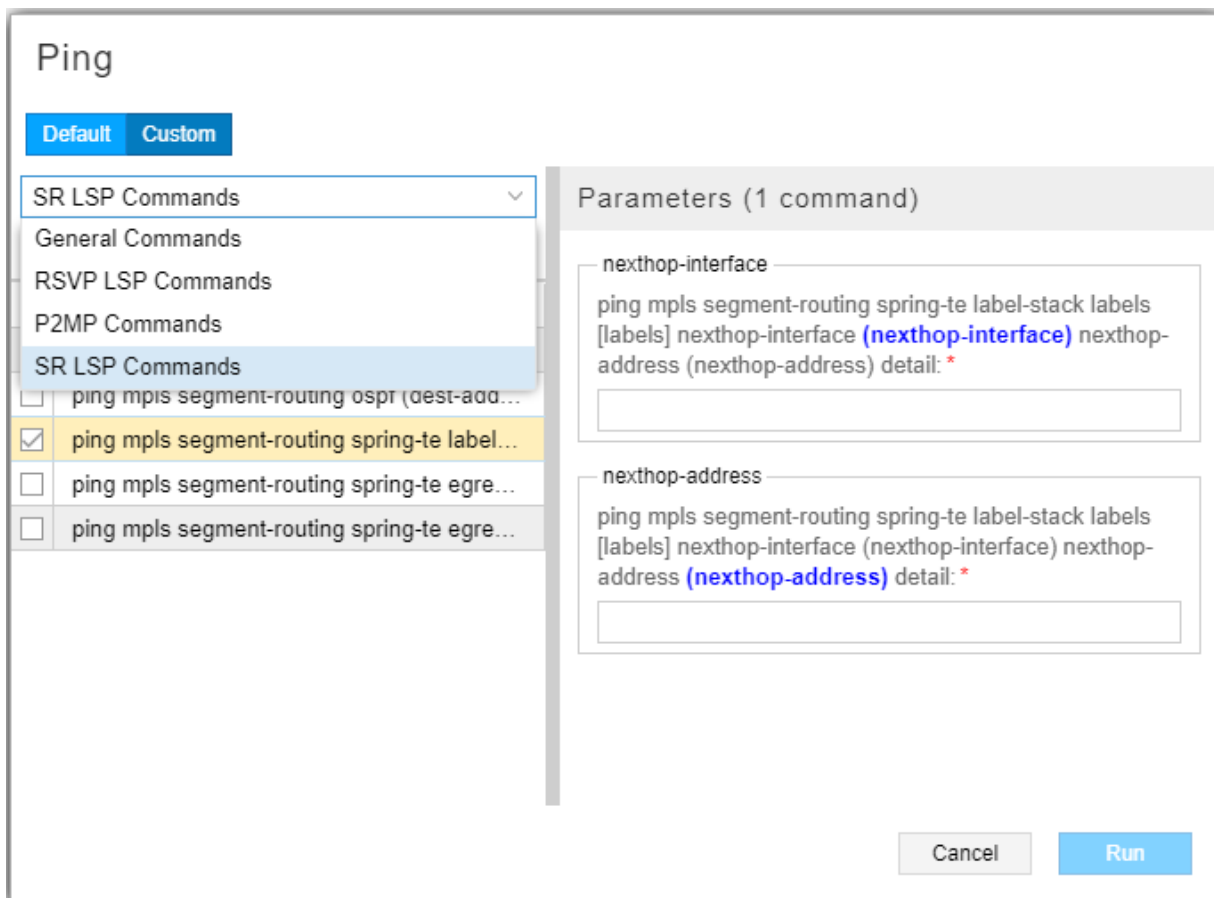 Ping
Default Custom
SR LSP Commands
General Commands
RSVP LSP Commands
P2MP Commands
SR LSP Commands
ping mpls segment-routing ospf (dest-add...
ping mpls segment-routing spring-te label...
ping mpls segment-routing spring-te egre...
ping mpls segment-routing spring-te egre...
Parameters (1 command)
nexthop-interface
ping mpls segment-routing spring-te label-stack labels
[labels] nexthop-interface (nexthop-interface) nexthop-
address (nexthop-address) detail: *
nexthop-address
ping mpls segment-routing spring-te label-stack labels
[labels] nexthop-interface (nexthop-interface) nexthop-
address (nexthop-address) detail: *
Cancel Run